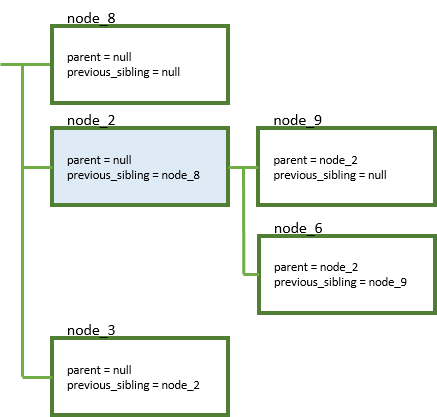 node_8
parent = null
previous_sibling = null
node_2
parent = null
previous_sibling = node_8
node_9
parent = node_2
previous_sibling = null
node_6
parent = node_2
previous_sibling = node_9
node_3
parent = null
previous_sibling = node_2